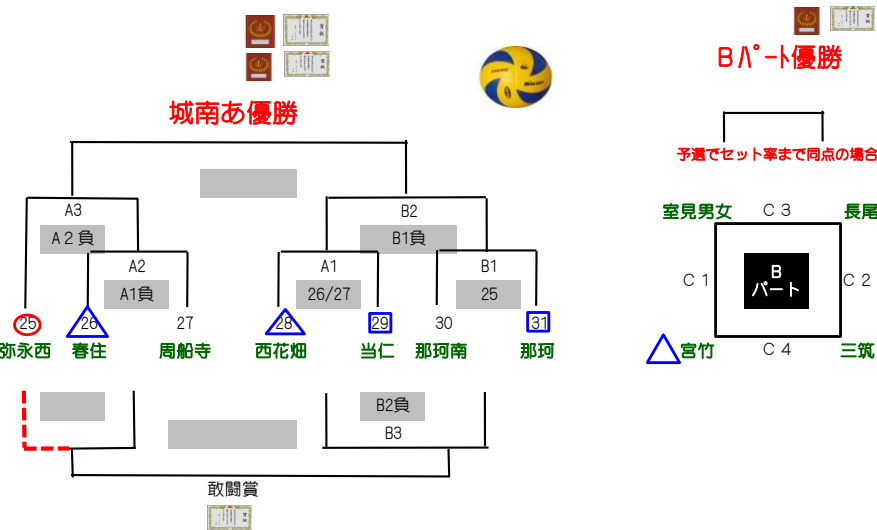 Bパート優勝
城南あ優勝
予選でセット率まで同点の場合
A3
A2負
A2
A1負
B2
B1負
A1
26/27
B1
25
25 26 27 28 29 30 31
弥永西 春住 周船寺 西花畑 当仁 那珂南 那珂
室見男女 C3 長尾
C1
B
パート
C2
宮竹 C4 三筑
B2負
B3
敢闘賞